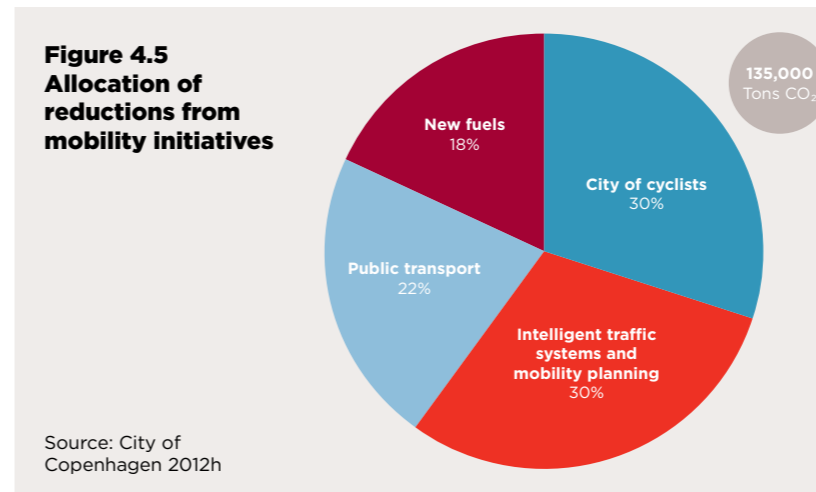 Figure 4.5
Allocation of
reductions from
mobility initiatives
135,000
Tons CO₂
New fuels
18%
City of cyclists
30%
Public transport
22%
Intelligent traffic
systems and
mobility planning
30%
Source: City of
Copenhagen 2012h